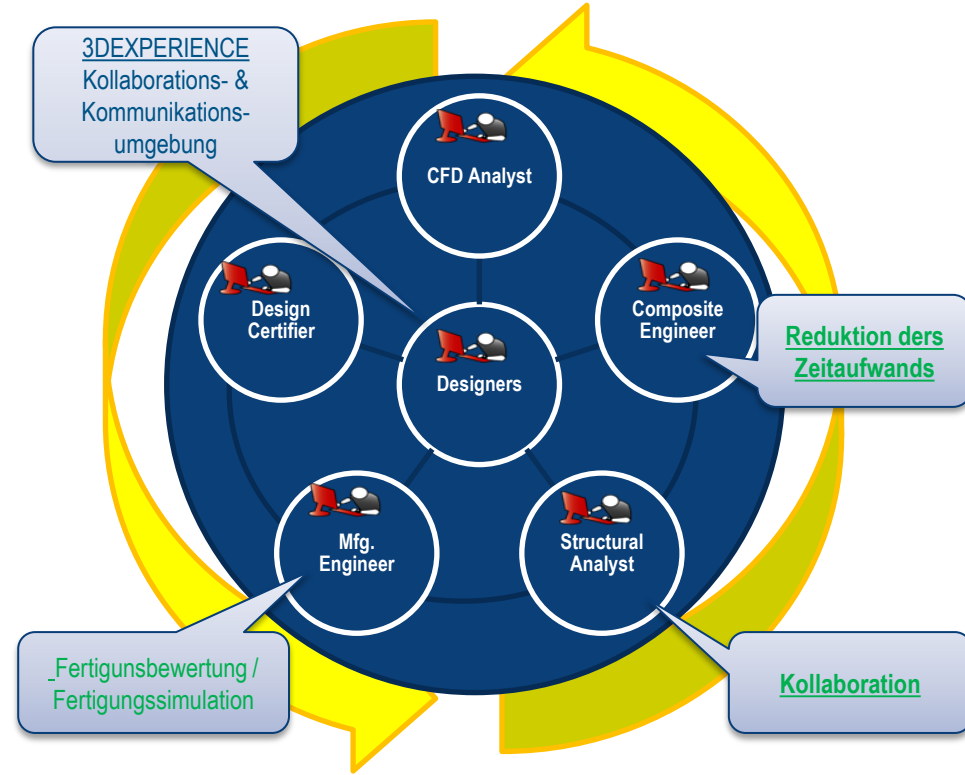 3DEXPERIENCE
Kollaborations- &
Kommunikations-
umgebung
CFD Analyst
Design
Certifier
Composite
Engineer
Reduktion ders
Zeitaufwands
Designers
Mfg.
Engineer
Structural
Analyst
_Fertigunsbewertung /
Fertigungssimulation
Kollaboration